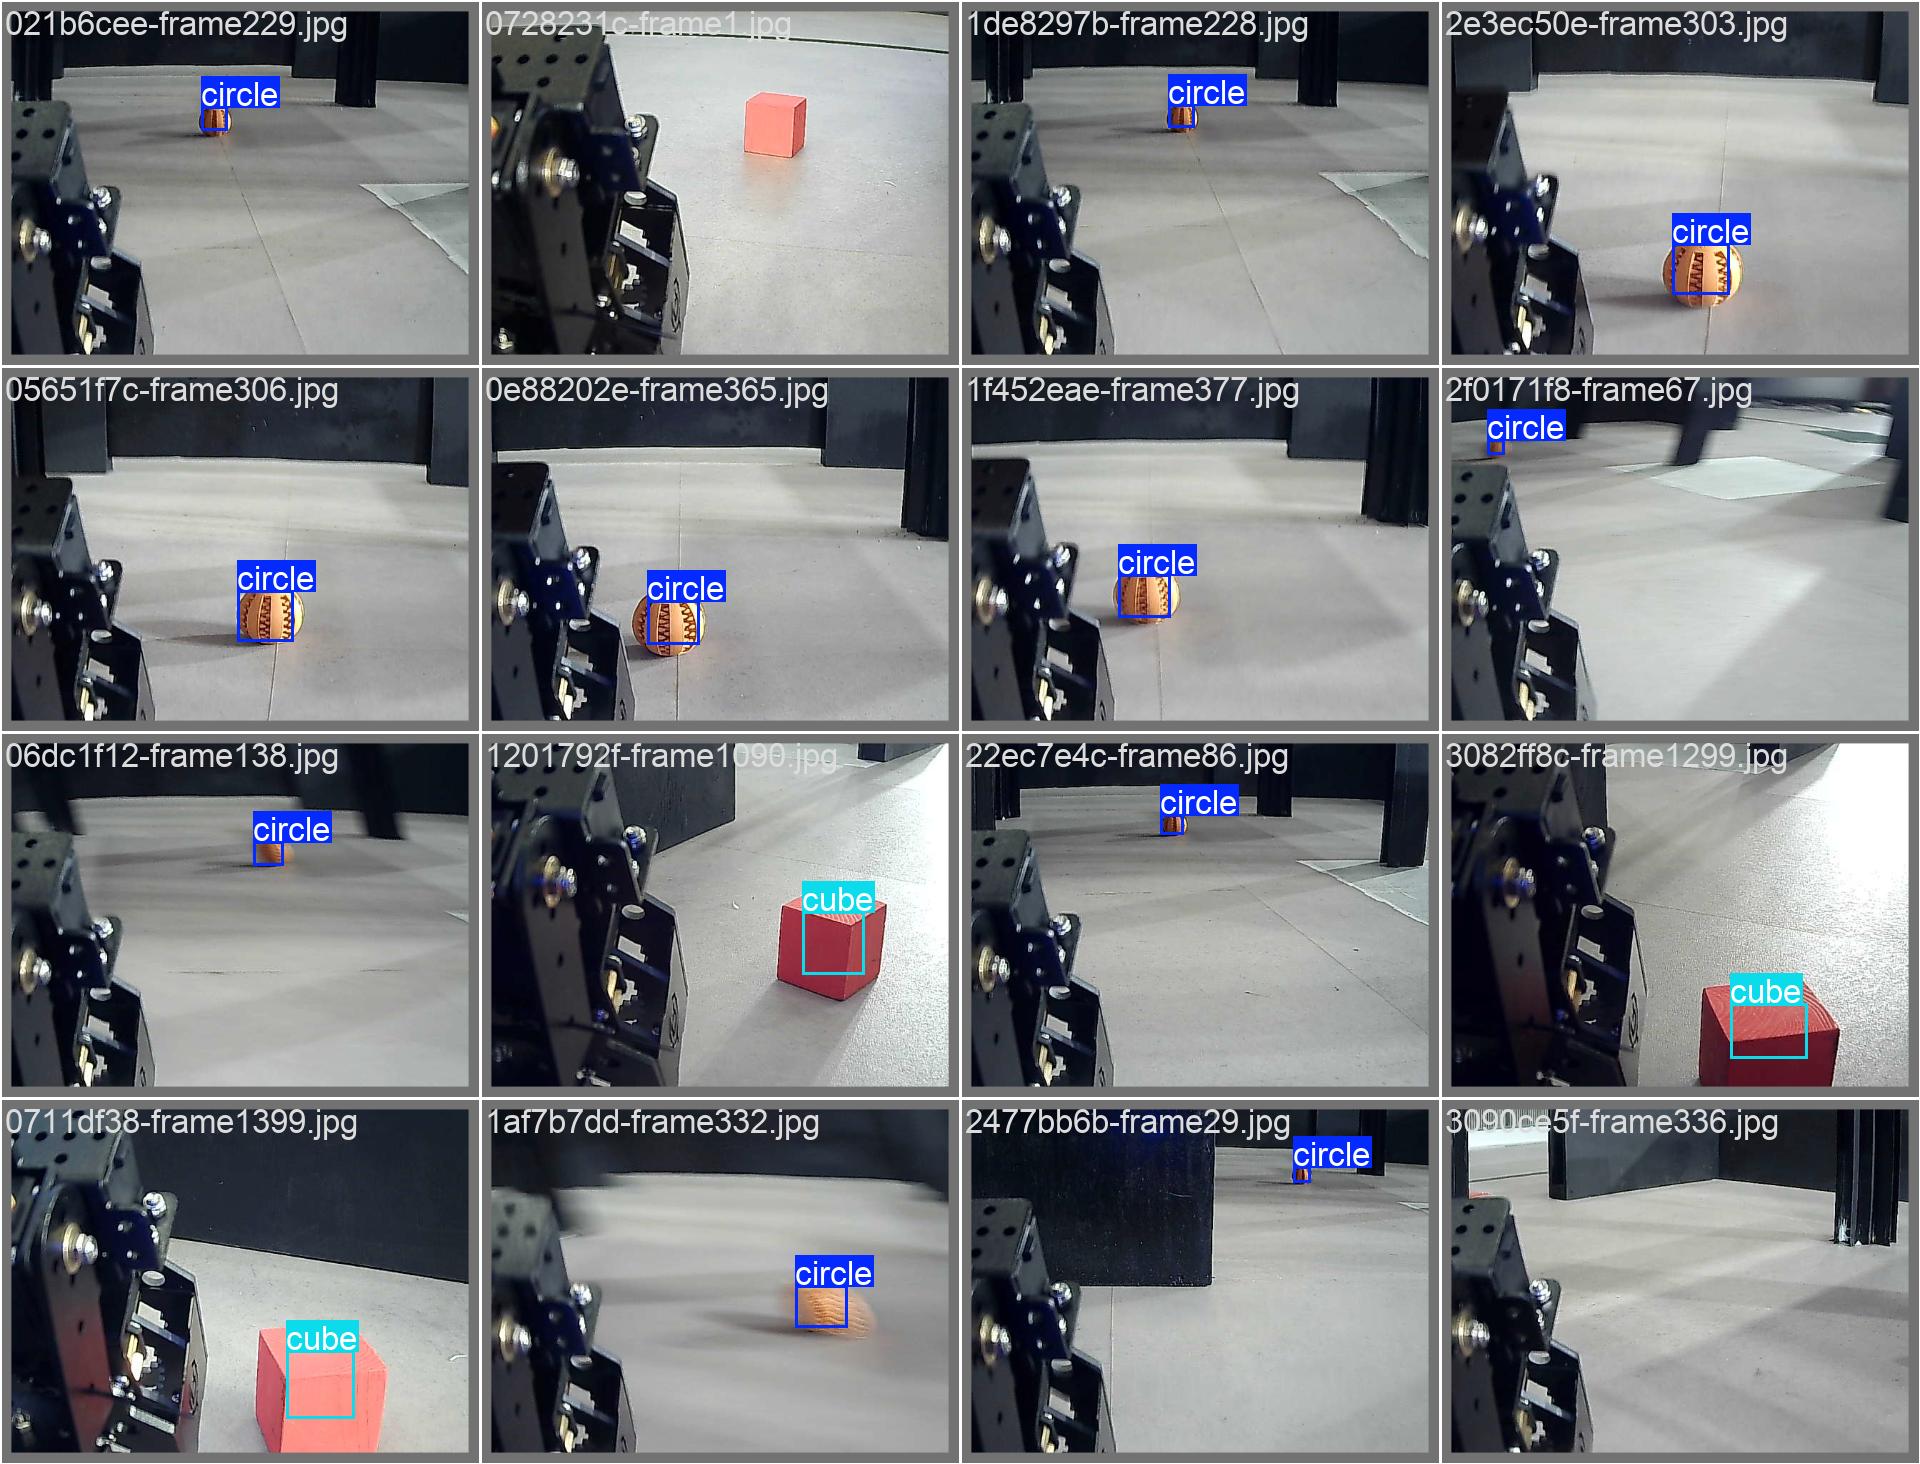 021b6cee-frame229.jpg
circle
0728231c-frame1.jpg
1de8297b-frame228.jpg
circle
2e3ec50e-frame303.jpg
circle
05651f7c-frame306.jpg
circle
0e88202e-frame365.jpg
circle
1f452eae-frame377.jpg
circle
2f0171f8-frame67.jpg
circle
06dc1f12-frame138.jpg
circle
1201792f-frame1090.jpg
cube
22ec7e4c-frame86.jpg
circle
3082ff8c-frame1299.jpg
cube
0711df38-frame1399.jpg
cube
1af7b7dd-frame332.jpg
circle
2477bb6b-frame29.jpg
circle
3090ce5f-frame336.jpg